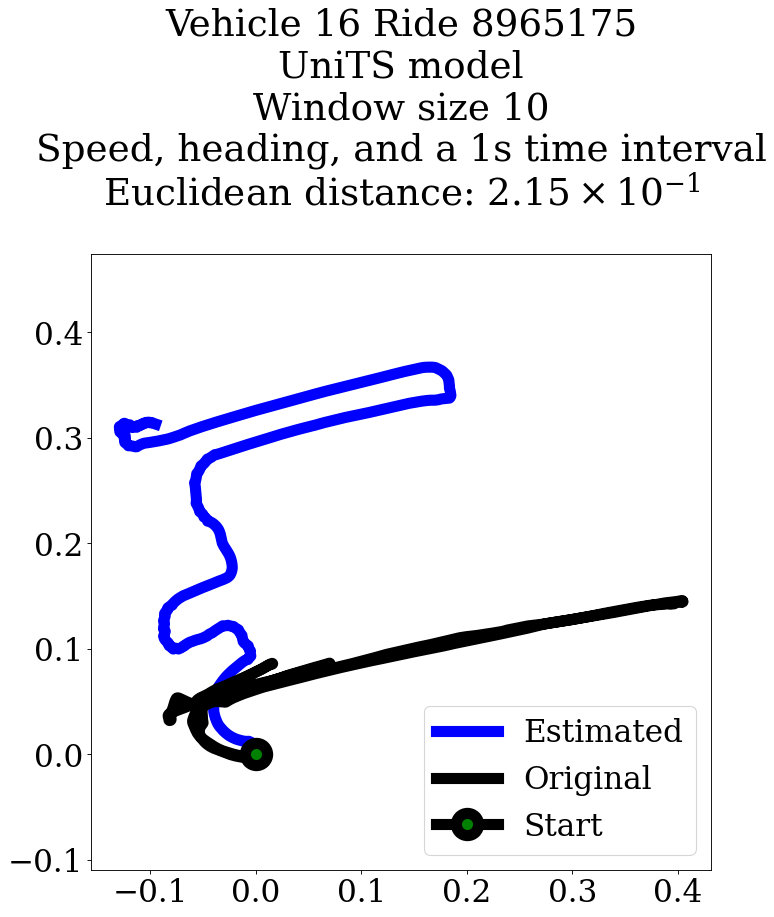 Vehicle 16 Ride 8965175
UniTS model
Window size 10
Speed, heading, and a 1s time interval
Euclidean distance: 2.15 × 10⁻¹
0.4
0.3
0.2
0.1
0.0
−0.1
Estimated
Original
Start
−0.1 0.0 0.1 0.2 0.3 0.4